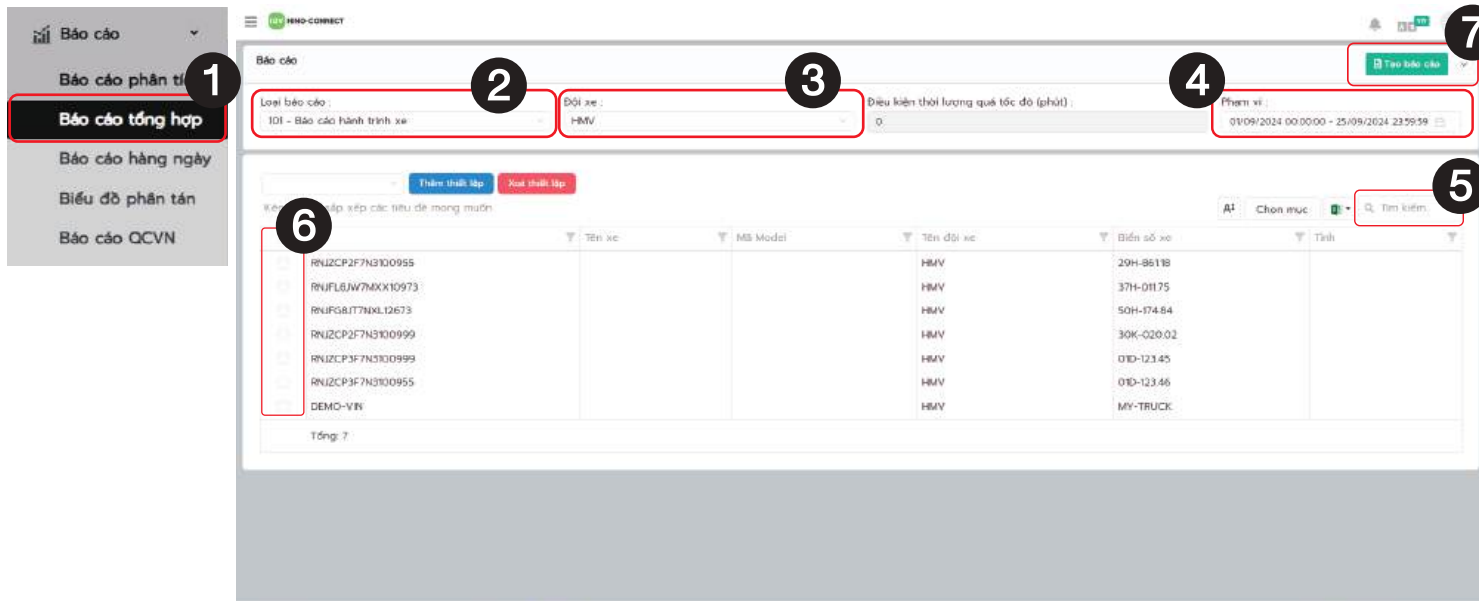 Báo cáo
Báo cáo phân
1
Báo cáo tổng hợp
Báo cáo hàng ngày
Biểu đồ phân tán
Báo cáo QCVN
HINO-CONNECT
7
Báo cáo
Tạo báo cáo
2
3
4
Loại báo cáo :
Đội xe :
Điều kiện thời lượng quá tốc độ (phút) :
Phạm vi :
101 - Báo cáo hành trình xe
HMV
0
01/09/2024 00:00:00 - 25/09/2024 23:59:59
Thêm thiết lập
Xoá thiết lập
5
sắp xếp các tiêu đề mong muốn
Chọn mục
Tìm kiếm
6
Tên xe
Mã Model
Tên đội xe
Biển số xe
Tỉnh
RNJZCP2F7N3100955
HMV
29H-86118
RNJFL8JW7MXX10973
HMV
37H-01175
RNJFG8JT7NXL12673
HMV
50H-174.84
RNJZCP2F7N3100999
HMV
30K-020.02
RNJZCP3F7N3100999
HMV
01D-123.45
RNJZCP3F7N3100955
HMV
01D-123.46
DEMO-VIN
HMV
MY-TRUCK
Tổng: 7